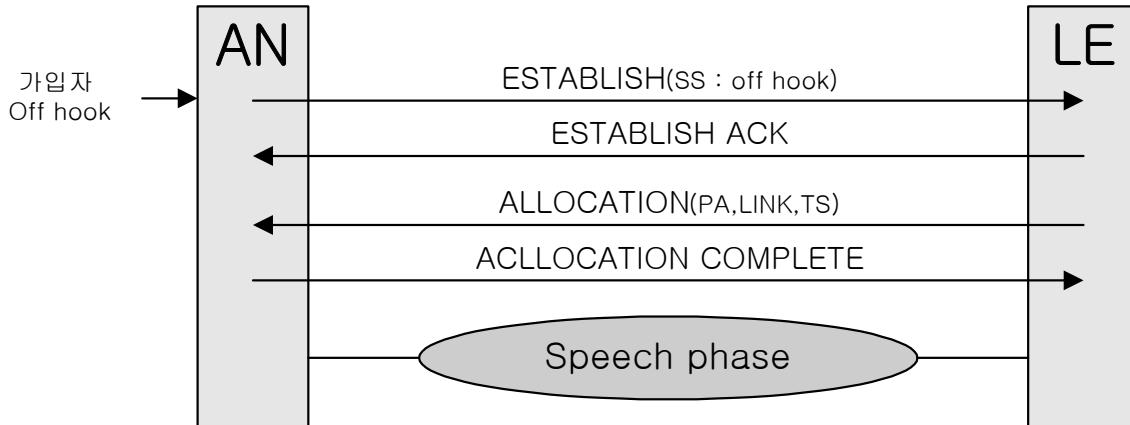 AN
LE
가입자
Off hook
ESTABLISH(SS : off hook)
ESTABLISH ACK
ALLOCATION(PA,LINK,TS)
ACLLOCATION COMPLETE
Speech phase